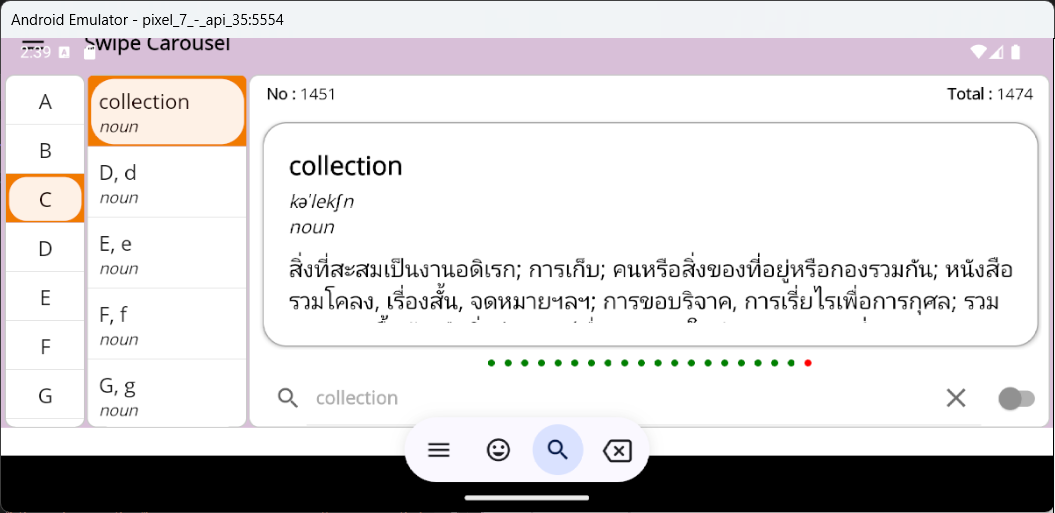 Android Emulator - pixel_7_-_api_35:5554
2:39
Swipe Carousel
A
B
C
D
E
F
G
collection
noun
D, d
noun
E, e
noun
F, f
noun
G, g
noun
No : 1451
Total : 1474
collection
kəˈlekʃn
noun
สิ่งที่สะสมเป็นงานอดิเรก; การเก็บ; คนหรือสิ่งของที่อยู่หรือกองรวมกัน; หนังสือ
รวมโคลง, เรื่องสั้น, จดหมายฯลฯ; การขอบริจาค, การเรี่ยไรเพื่อการกุศล; รวม
collection